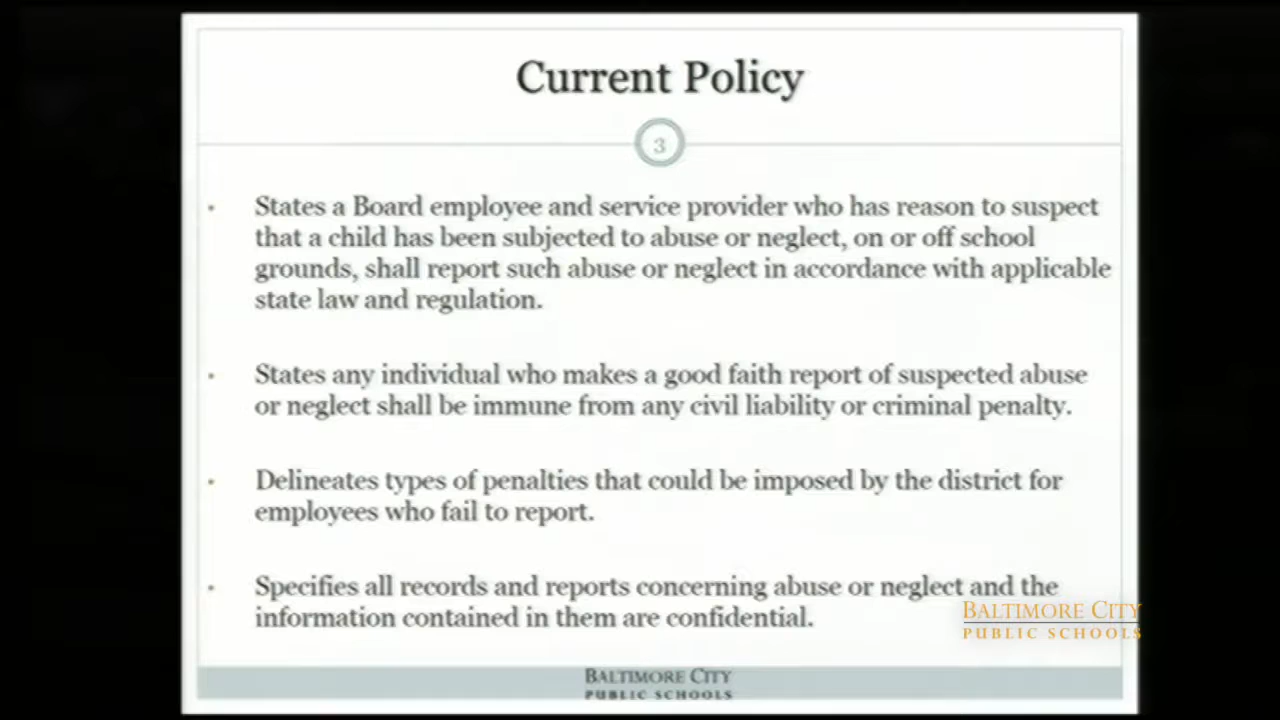 Current Policy
3
States a Board employee and service provider who has reason to suspect
that a child has been subjected to abuse or neglect, on or off school
grounds, shall report such abuse or neglect in accordance with applicable
state law and regulation.
States any individual who makes a good faith report of suspected abuse
or neglect shall be immune from any civil liability or criminal penalty.
Delineates types of penalties that could be imposed by the district for
employees who fail to report.
Specifies all records and reports concerning abuse or neglect and the
information contained in them are confidential.
BALTIMORE CITY
PUBLIC SCHOOLS
BALTIMORE CITY
PUBLIC SCHOOLS